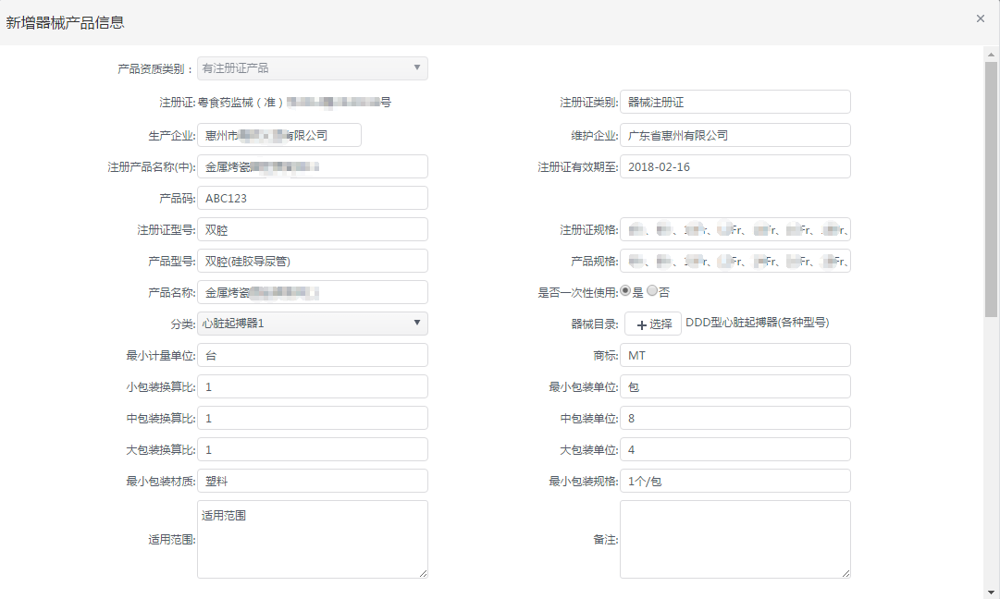 新增器械产品信息 ×
产品资质类别： 有注册证产品
注册证: 粤食药监械（准）号 注册证类别: 器械注册证
生产企业: 惠州市有限公司 维护企业: 广东省惠州有限公司
注册产品名称(中): 金属烤瓷 注册证有效期至: 2018-02-16
产品码: ABC123
注册证型号: 双腔 注册证规格: 、 、 1 r、 Fr、 Fr、 Fr、 r、
产品型号: 双腔(硅胶导尿管) 产品规格: 、 、 1 r、 Fr、 Fr、 Fr、 Fr、
产品名称: 金属烤瓷 是否一次性使用: 是 否
分类: 心脏起搏器1 器械目录: +选择 DDD型心脏起搏器(各种型号)
最小计量单位: 台 商标: MT
小包装换算比: 1 最小包装单位: 包
中包装换算比: 1 中包装单位: 8
大包装换算比: 1 大包装单位: 4
最小包装材质: 塑料 最小包装规格: 1个/包
适用范围: 适用范围 备注: